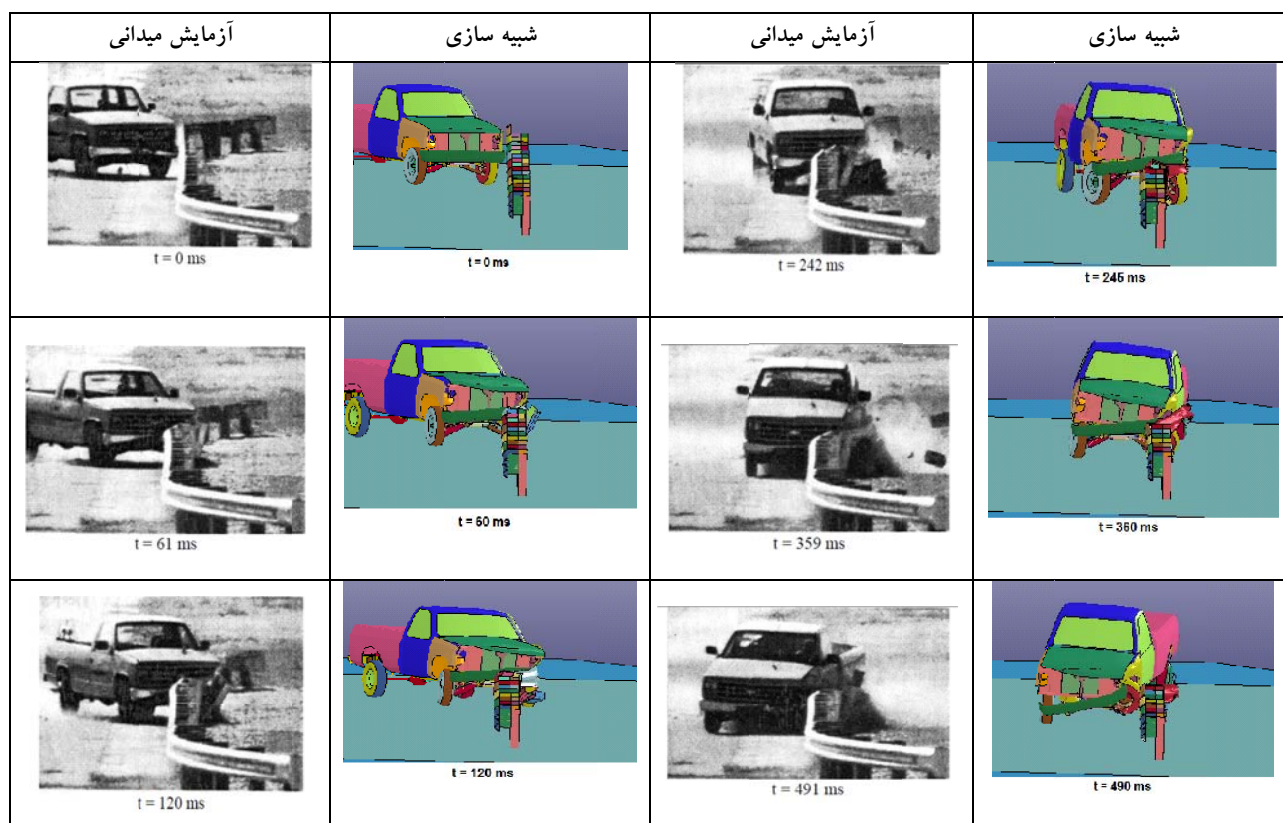 آزمایش میدانی
شبیه سازی
آزمایش میدانی
شبیه سازی
t = 0 ms
t = 0 ms
t = 242 ms
t = 245 ms
t = 61 ms
t = 60 ms
t = 359 ms
t = 360 ms
t = 120 ms
t = 120 ms
t = 491 ms
t = 490 ms